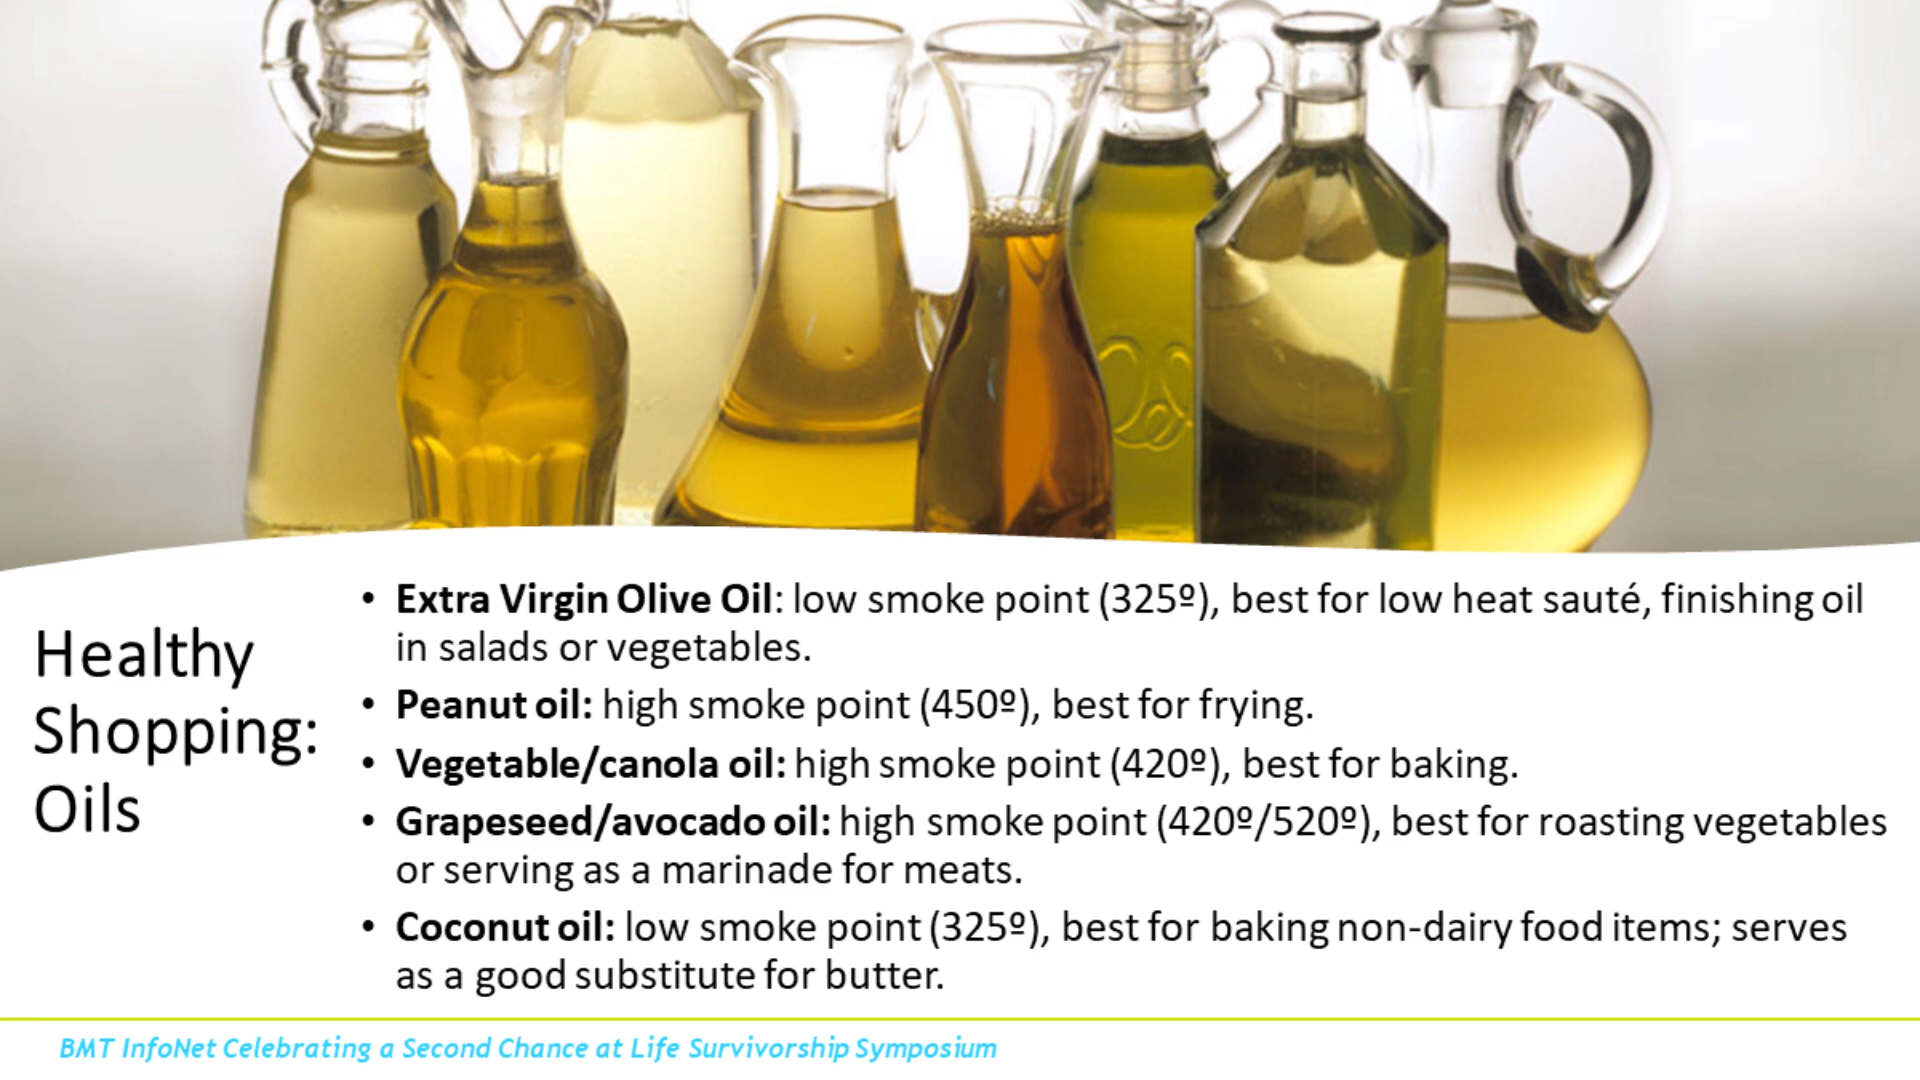 Healthy
Shopping:
Oils
• Extra Virgin Olive Oil: low smoke point (325º), best for low heat sauté, finishing oil
in salads or vegetables.
• Peanut oil: high smoke point (450º), best for frying.
• Vegetable/canola oil: high smoke point (420º), best for baking.
• Grapeseed/avocado oil: high smoke point (420º/520º), best for roasting vegetables
or serving as a marinade for meats.
• Coconut oil: low smoke point (325º), best for baking non-dairy food items; serves
as a good substitute for butter.
BMT InfoNet Celebrating a Second Chance at Life Survivorship Symposium